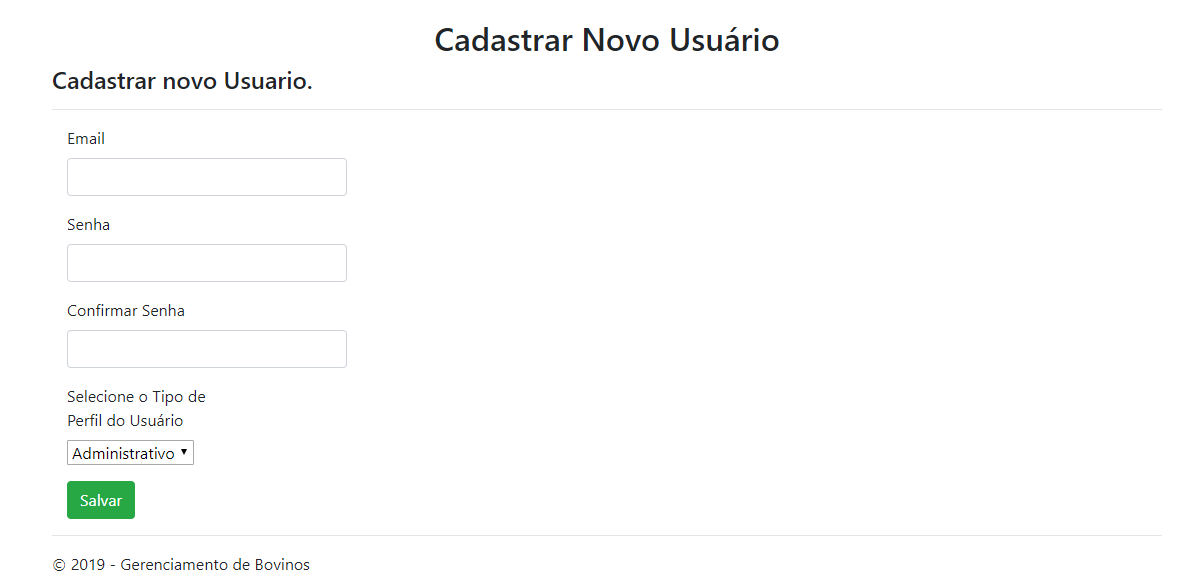 Cadastrar Novo Usuário
Cadastrar novo Usuario.
Email
Senha
Confirmar Senha
Selecione o Tipo de
Perfil do Usuário
Administrativo
Salvar
© 2019 - Gerenciamento de Bovinos